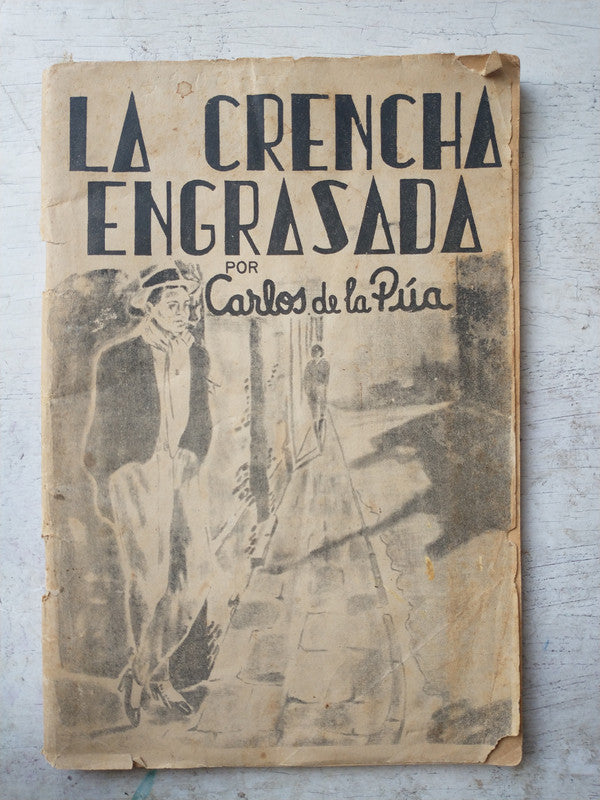 LA CRENCHA
ENGRASADA
POR
Carlos de la Púa